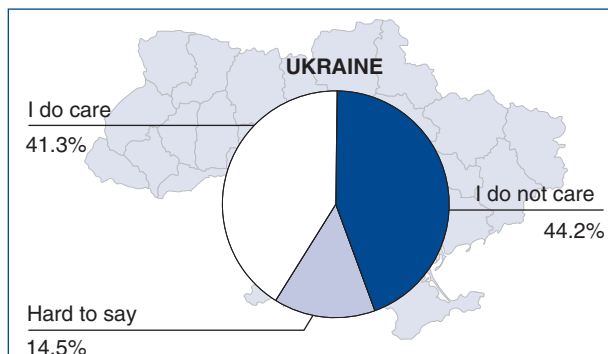 UKRAINE
I do care
41.3%
I do not care
44.2%
Hard to say
14.5%